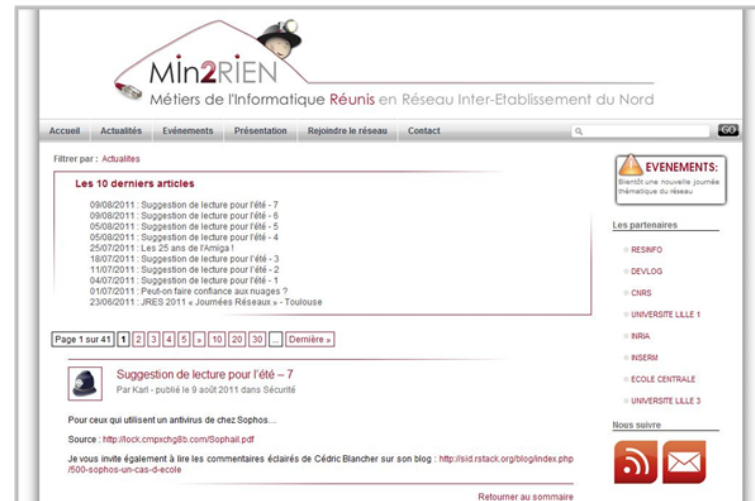 Min2RIEN
Métiers de l'Informatique Réunis en Réseau Inter-Etablissement du Nord
Accueil Actualités Evénements Présentation Rejoindre le réseau Contact GO
Filtrer par : Actualites
Les 10 derniers articles
09/08/2011 : Suggestion de lecture pour l'été - 7
09/08/2011 : Suggestion de lecture pour l'été - 6
05/08/2011 : Suggestion de lecture pour l'été - 5
05/08/2011 : Suggestion de lecture pour l'été - 4
25/07/2011 : Les 25 ans de l'Amiga !
18/07/2011 : Suggestion de lecture pour l'été - 3
11/07/2011 : Suggestion de lecture pour l'été - 2
04/07/2011 : Suggestion de lecture pour l'été - 1
01/07/2011 : Peut-on faire confiance aux nuages ?
23/06/2011 : JRES 2011 « Journées Réseaux » - Toulouse
Page 1 sur 41 1 2 3 4 5 » 10 20 30 ... Dernière »
Suggestion de lecture pour l'été – 7
Par Karl - publié le 9 août 2011 dans Sécurité
Pour ceux qui utilisent un antivirus de chez Sophos…
Source : http://lock.cmpxchg8b.com/Sophail.pdf
Je vous invite également à lire les commentaires éclairés de Cédric Blancher sur son blog : http://sid.rstack.org/blog/index.php
/500-sophos-un-cas-d-ecole
Retourner au sommaire
EVENEMENTS:
Bientôt une nouvelle journée
thématique du réseau
Les partenaires
RESINFO
DEVLOG
CNRS
UNIVERSITE LILLE 1
INRIA
INSERM
ECOLE CENTRALE
UNIVERSITE LILLE 3
Nous suivre